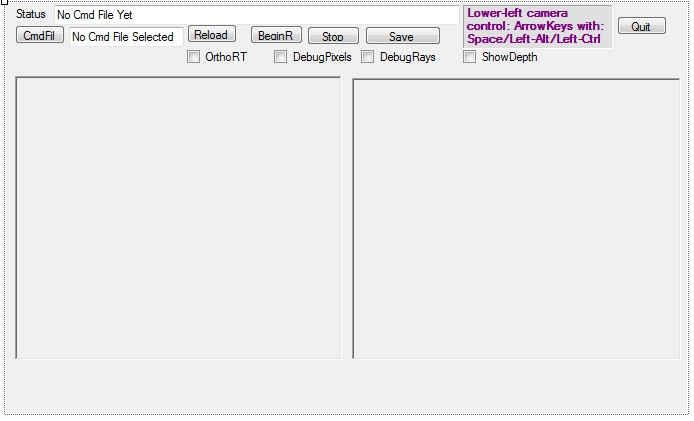 Status No Cmd File Yet
Lower-left camera
control: ArrowKeys with:
Space/Left-Alt/Left-Ctrl
Quit
CmdFil No Cmd File Selected Reload BeginR Stop Save
OrthoRT DebugPixels DebugRays ShowDepth